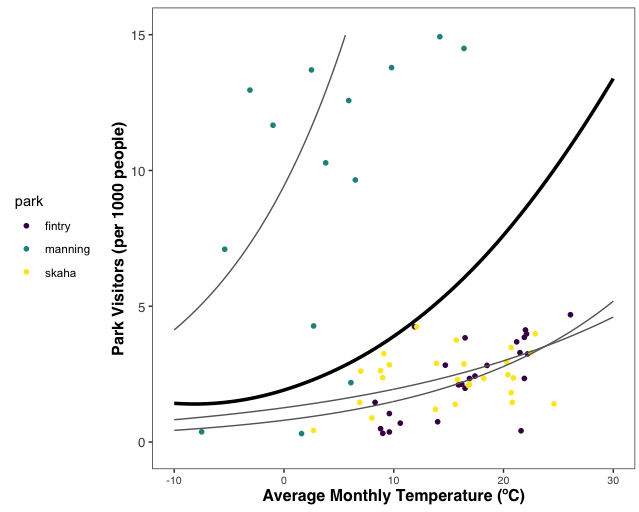 park
fintry
manning
skaha
Park Visitors (per 1000 people)
15
10
5
0
-10 0 10 20 30
Average Monthly Temperature (ºC)